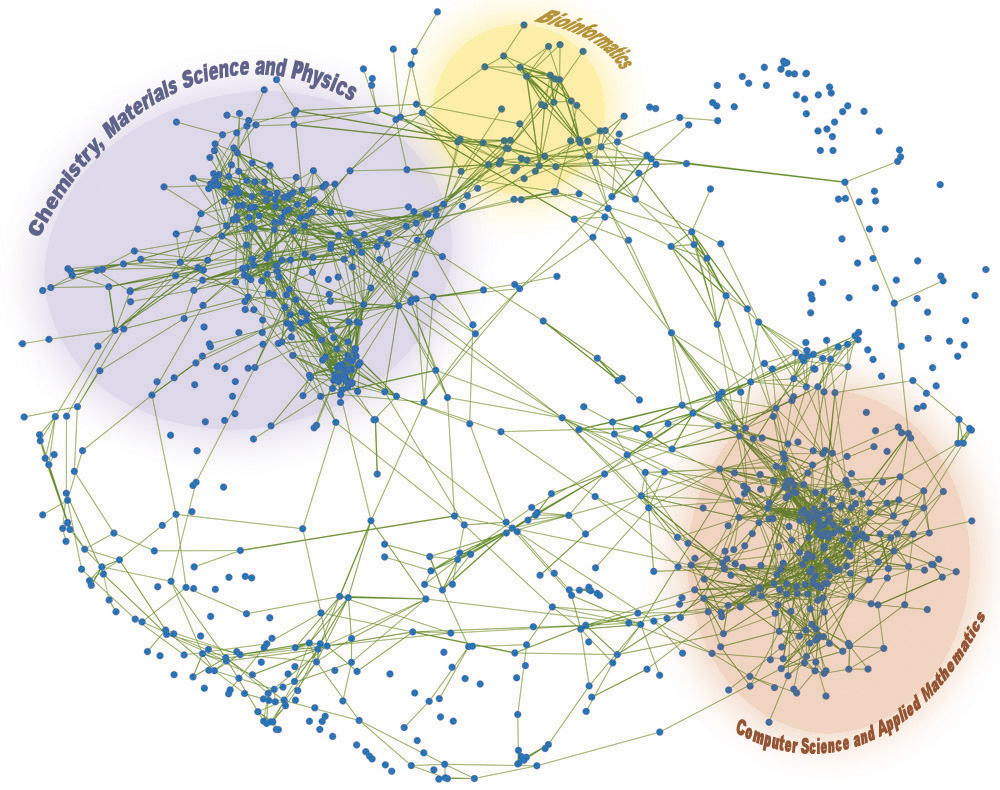 Bioinformatics
Chemistry, Materials Science and Physics
Computer Science and Applied Mathematics